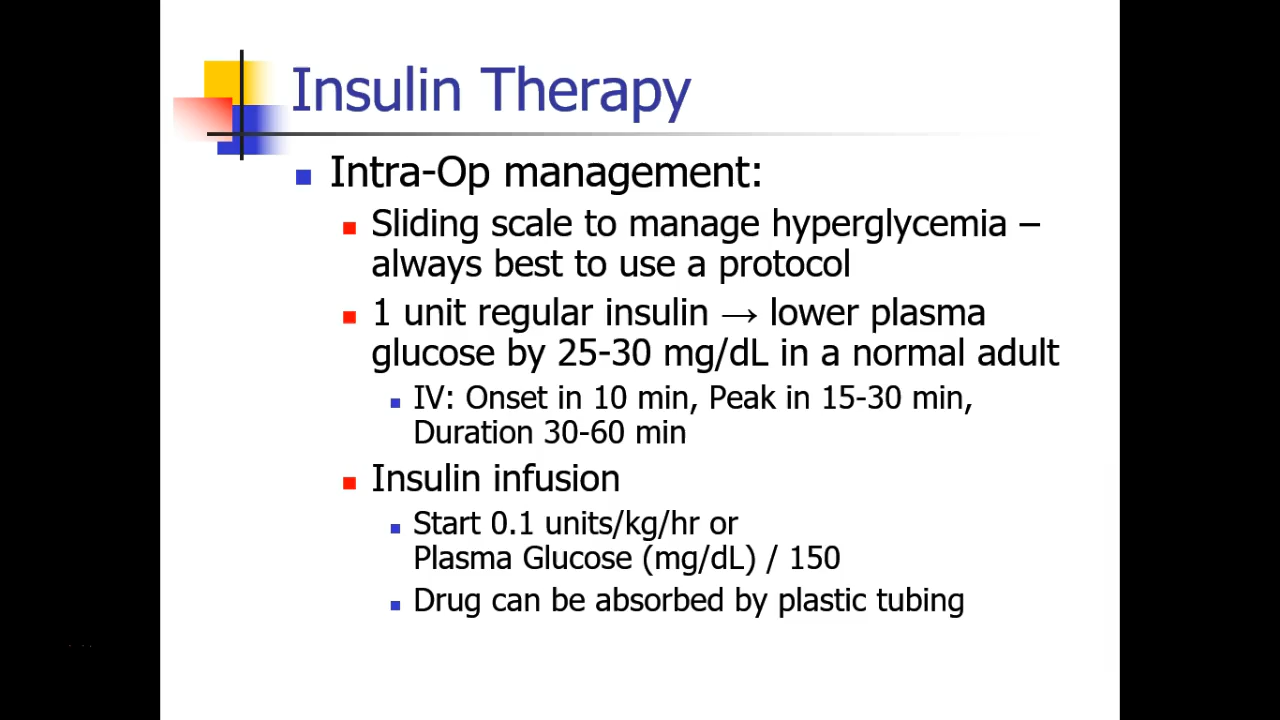 Insulin Therapy
Intra-Op management:
Sliding scale to manage hyperglycemia –
always best to use a protocol
1 unit regular insulin → lower plasma
glucose by 25-30 mg/dL in a normal adult
IV: Onset in 10 min, Peak in 15-30 min,
Duration 30-60 min
Insulin infusion
Start 0.1 units/kg/hr or
Plasma Glucose (mg/dL) / 150
Drug can be absorbed by plastic tubing